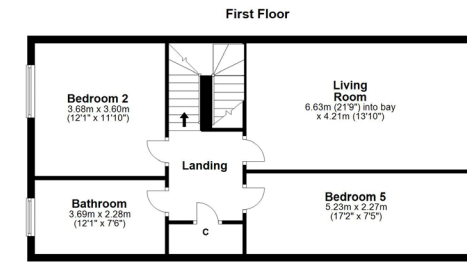 First Floor
Bedroom 2
3.68m x 3.60m
(12'1" x 11'10")
Living
Room
6.63m (21'9") into bay
x 4.21m (13'10")
Landing
Bathroom
3.69m x 2.28m
(12'1" x 7'6")
Bedroom 5
5.23m x 2.27m
(17'2" x 7'5")
C